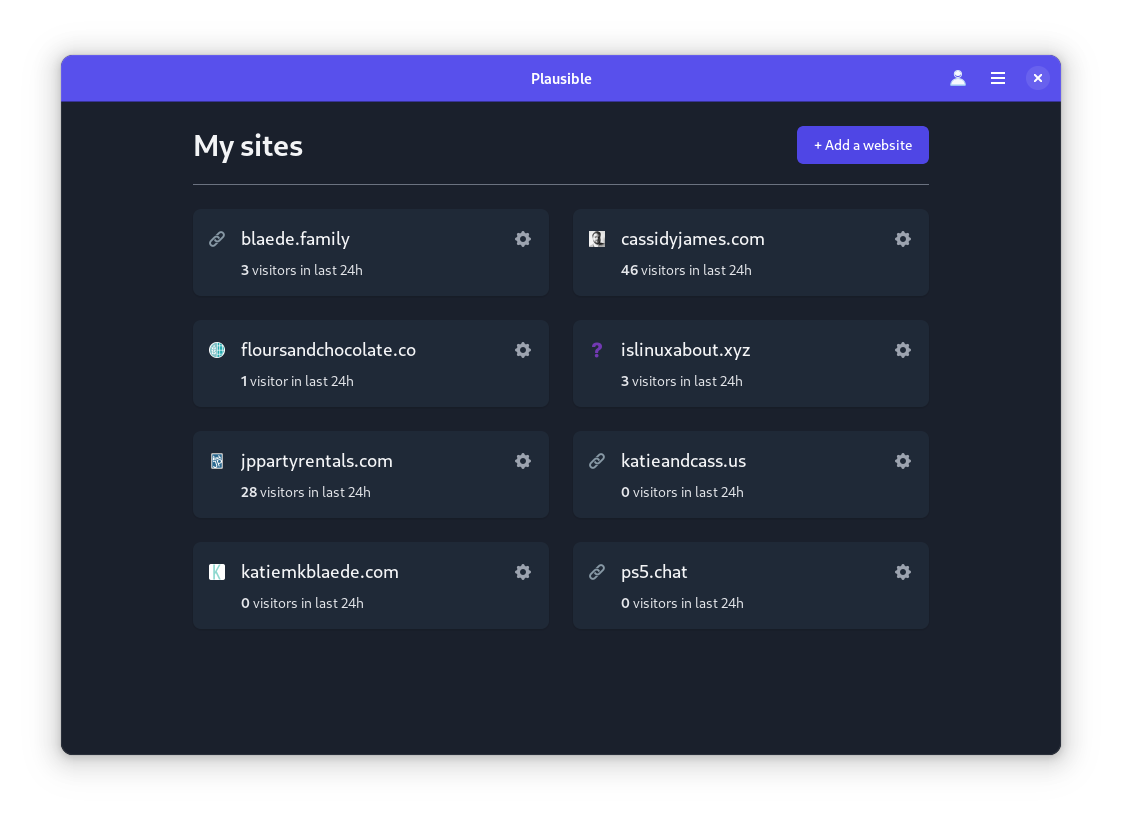 Plausible
My sites
+ Add a website
blaede.family
3 visitors in last 24h
cassidyjames.com
46 visitors in last 24h
floursandchocolate.co
1 visitor in last 24h
?
islinuxabout.xyz
3 visitors in last 24h
jppartyrentals.com
28 visitors in last 24h
katieandcass.us
0 visitors in last 24h
K
katiemkblaede.com
0 visitors in last 24h
ps5.chat
0 visitors in last 24h